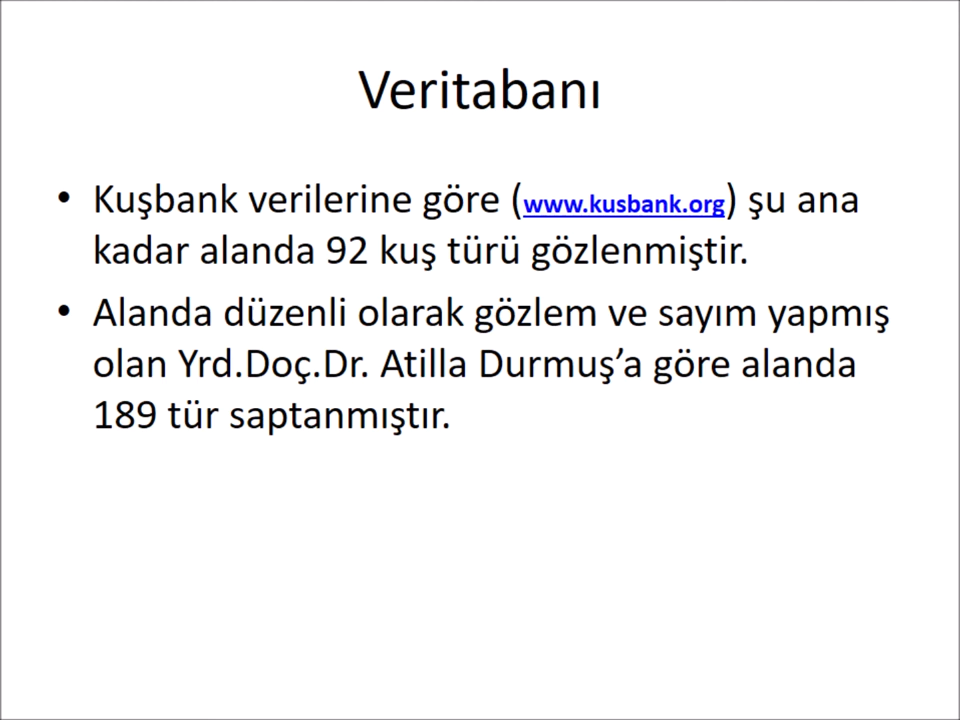 Veritabanı
• Kuşbank verilerine göre (www.kusbank.org) şu ana
kadar alanda 92 kuş türü gözlenmiştir.
• Alanda düzenli olarak gözlem ve sayım yapmış
olan Yrd.Doç.Dr. Atilla Durmuş’a göre alanda
189 tür saptanmıştır.